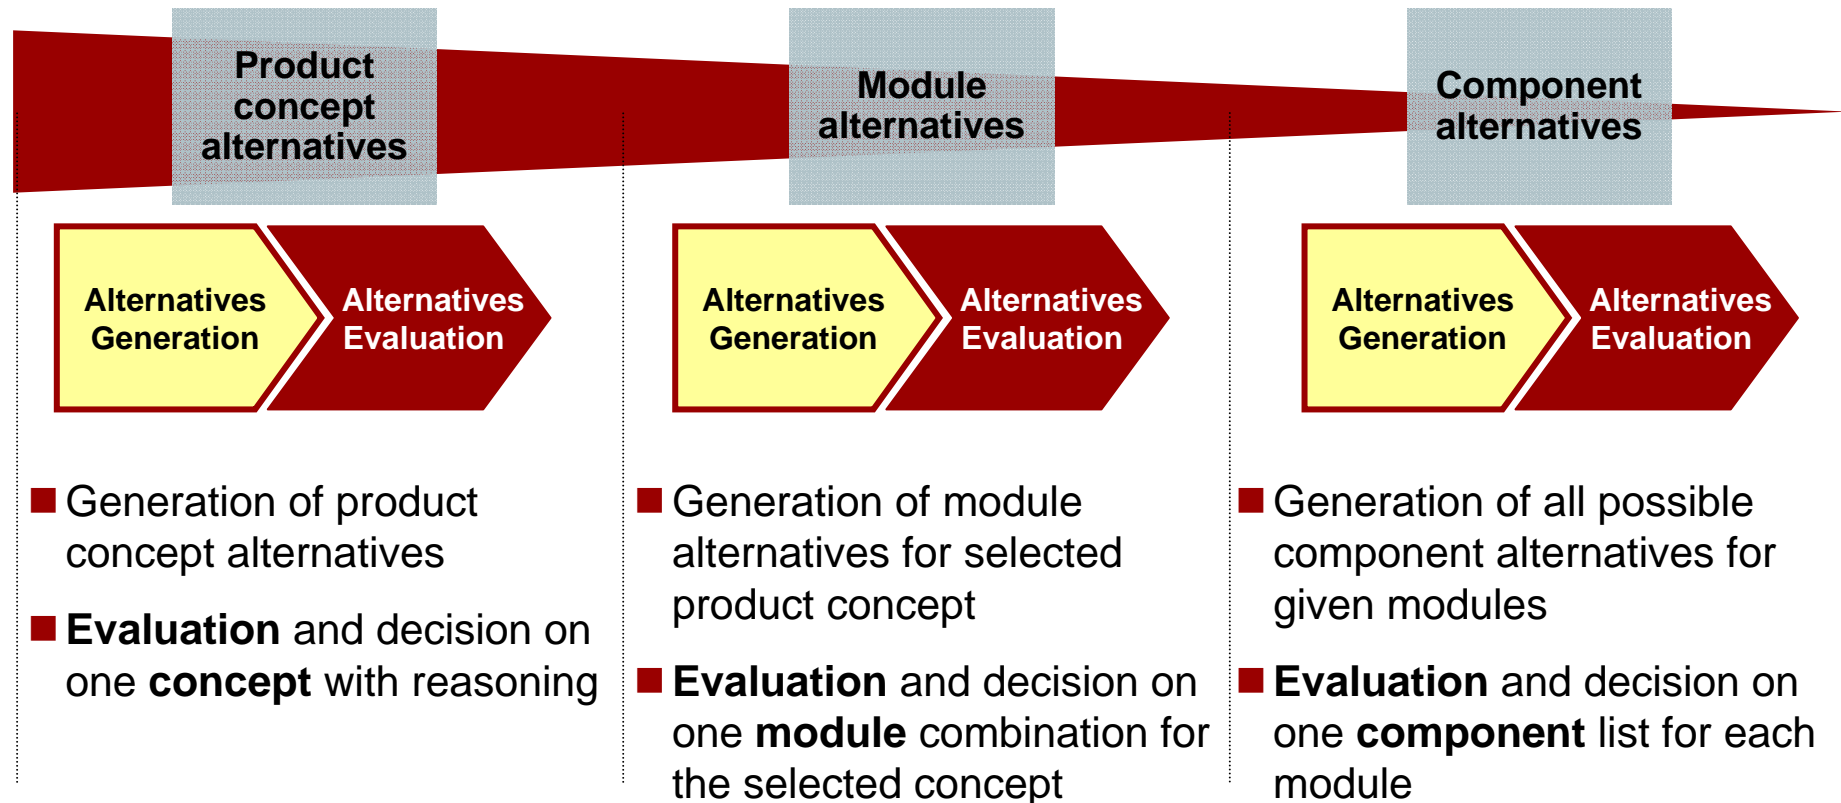 Product
concept
alternatives
Module
alternatives
Component
alternatives
Alternatives
Generation
Alternatives
Evaluation
Alternatives
Generation
Alternatives
Evaluation
Alternatives
Generation
Alternatives
Evaluation
Generation of product
concept alternatives
Evaluation and decision on
one concept with reasoning
Generation of module
alternatives for selected
product concept
Evaluation and decision on
one module combination for
the selected concept
Generation of all possible
component alternatives for
given modules
Evaluation and decision on
one component list for each
module